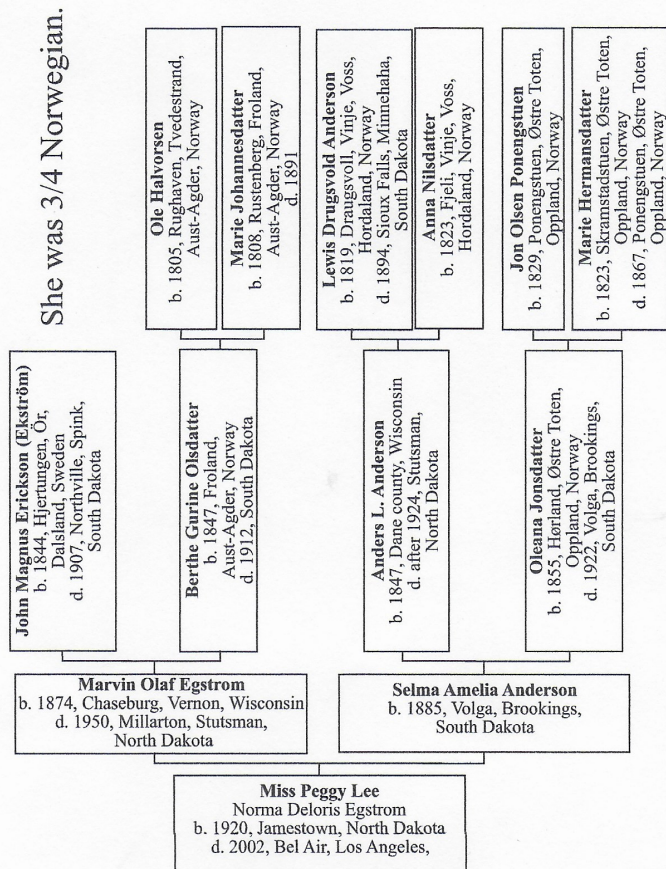 She was 3/4 Norwegian.
Ole Halvorsen
b. 1805, Rughaven, Tvedestrand,
Aust-Agder, Norway
Marie Johannesdatter
b. 1808, Rustenberg, Froland,
Aust-Agder, Norway
d. 1891
Lewis Drugsvold Anderson
b. 1819, Draugsvoll, Vinje, Voss,
Hordaland, Norway
d. 1894, Sioux Falls, Minnehaha,
South Dakota
Anna Nilsdatter
b. 1823, Fjeli, Vinje, Voss,
Hordaland, Norway
Jon Olsen Ponengstuen
b. 1829, Ponengstuen, Østre Toten,
Oppland, Norway
Marie Hermansdatter
b. 1823, Skramstadstuen, Østre Toten,
Oppland, Norway
d. 1867, Ponengstuen, Østre Toten,
Oppland, Norway
John Magnus Erickson (Ekström)
b. 1844, Hjertungen, Ör,
Dalsland, Sweden
d. 1907, Northville, Spink,
South Dakota
Berthe Gurine Olsdatter
b. 1847, Froland,
Aust-Agder, Norway
d. 1912, South Dakota
Anders L. Anderson
b. 1847, Dane county, Wisconsin
d. after 1924, Stutsman,
North Dakota
Oleana Jonsdatter
b. 1855, Hørland, Østre Toten,
Oppland, Norway
d. 1922, Volga, Brookings,
South Dakota
Marvin Olaf Egstrom
b. 1874, Chaseburg, Vernon, Wisconsin
d. 1950, Millarton, Stutsman,
North Dakota
Selma Amelia Anderson
b. 1885, Volga, Brookings,
South Dakota
Miss Peggy Lee
Norma Deloris Egstrom
b. 1920, Jamestown, North Dakota
d. 2002, Bel Air, Los Angeles,